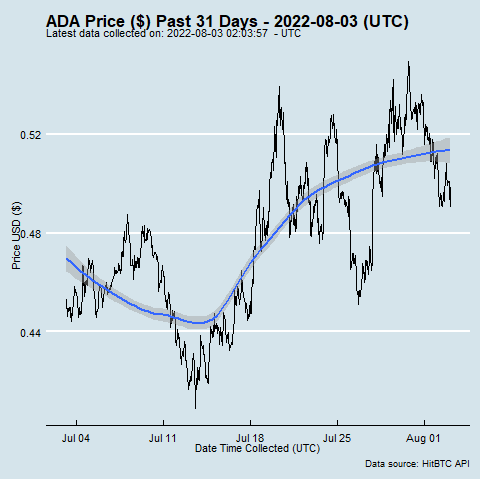 ADA Price ($) Past 31 Days - 2022-08-03 (UTC)
Latest data collected on: 2022-08-03 02:03:57 - UTC
0.52
0.48
0.44
Price USD ($)
Jul 04 Jul 11 Jul 18 Jul 25 Aug 01
Date Time Collected (UTC)
Data source: HitBTC API